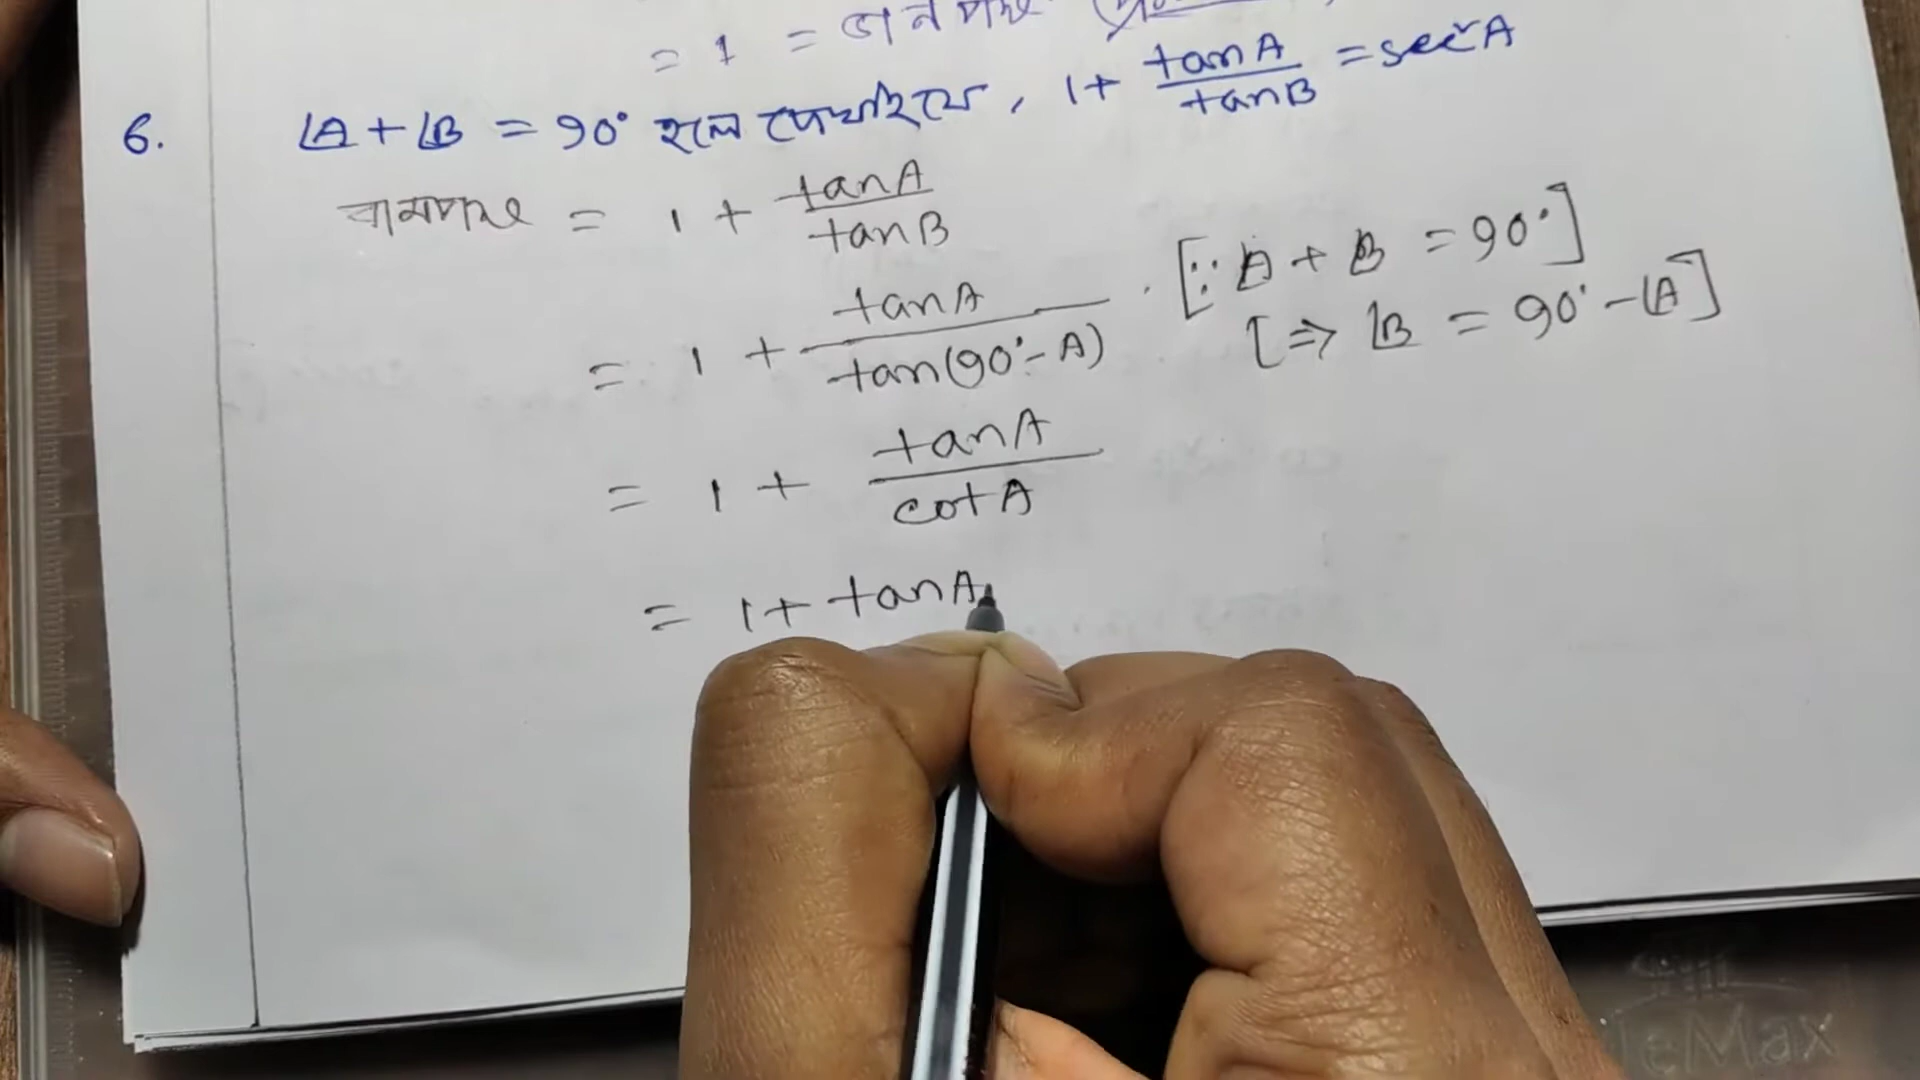 = 1 = ডানপক্ষ
6. ∠A + ∠B = 90° হলে দেখাই যে, 1 + tanA/tanB = sec²A
বামপক্ষ = 1 + tanA/tanB
= 1 + tanA/tan(90° - A) [∵ A + B = 90°]
[⇒ ∠B = 90° - ∠A]
= 1 + tanA/cotA
= 1 + tanA